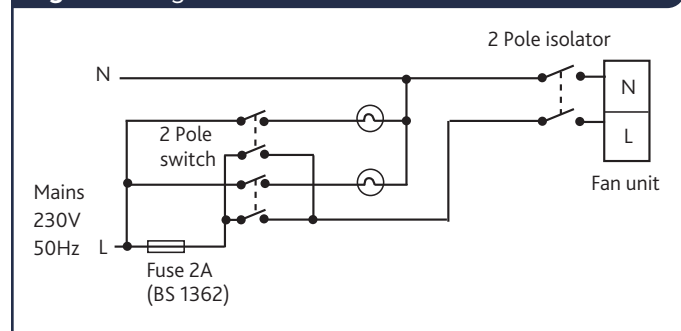 2 Pole isolator
N
N
2 Pole
switch
L
Mains
230V
50Hz
L
Fan unit
Fuse 2A
(BS 1362)